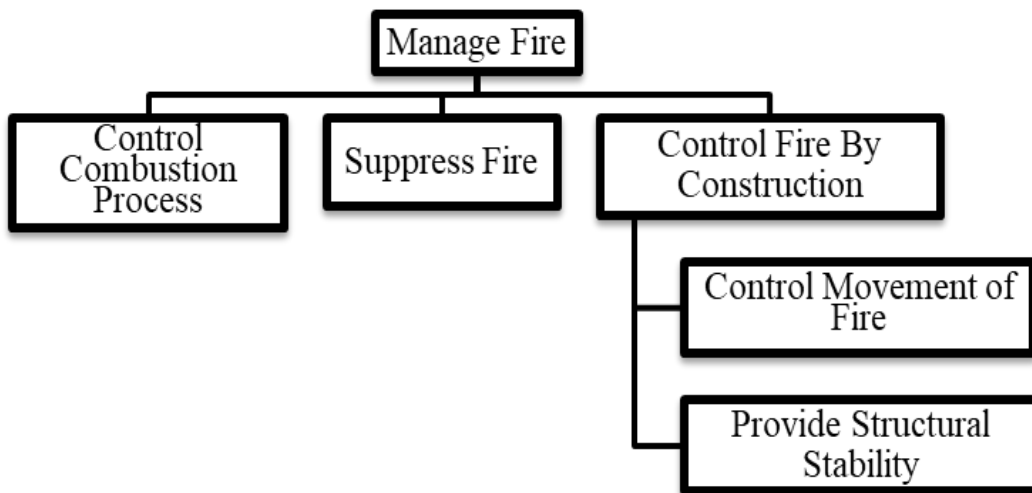 Manage Fire
Control
Combustion
Process
Suppress Fire
Control Fire By
Construction
Control Movement of
Fire
Provide Structural
Stability